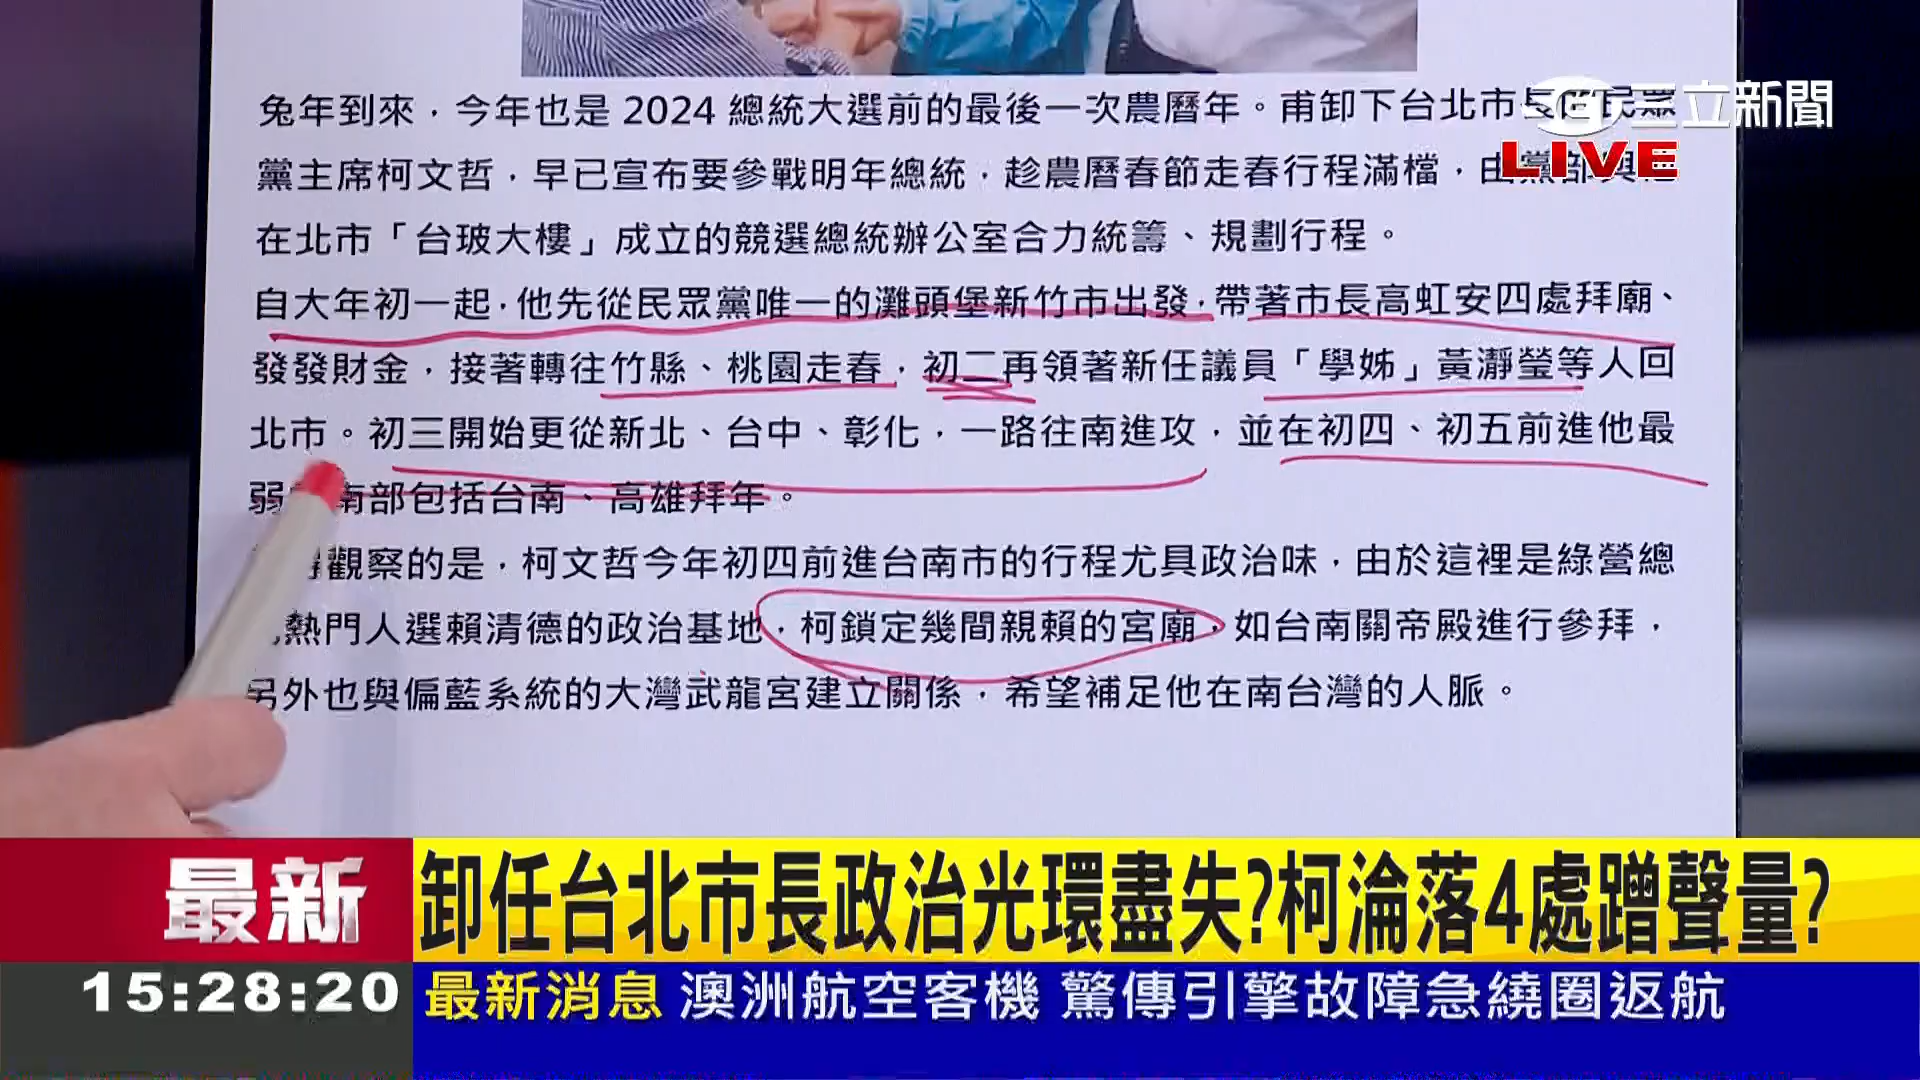 兔年到來，今年也是 2024 總統大選前的最後一次農曆年。甫卸下台北市長的民眾
黨主席柯文哲，早已宣布要參戰明年總統，趁農曆春節走春行程滿檔，由黨部與
在北市「台玻大樓」成立的競選總統辦公室合力統籌、規劃行程。
自大年初一起，他先從民眾黨唯一的灘頭堡新竹市出發，帶著市長高虹安四處拜廟、
發發財金，接著轉往竹縣、桃園走春，初二再領著新任議員「學姊」黃瀞瑩等人回
北市。初三開始更從新北、台中、彰化，一路往南進攻，並在初四、初五前進他最
弱 南部包括台南、高雄拜年。
觀察的是，柯文哲今年初四前進台南市的行程尤具政治味，由於這裡是綠營總
熱門人選賴清德的政治基地，柯鎖定幾間親賴的宮廟，如台南關帝殿進行參拜，
另外也與偏藍系統的大灣武龍宮建立關係，希望補足他在南台灣的人脈。
三立新聞
LIVE
最新
卸任台北市長政治光環盡失?柯淪落4處蹭聲量?
15:28:20
最新消息 澳洲航空客機 驚傳引擎故障急繞圈返航